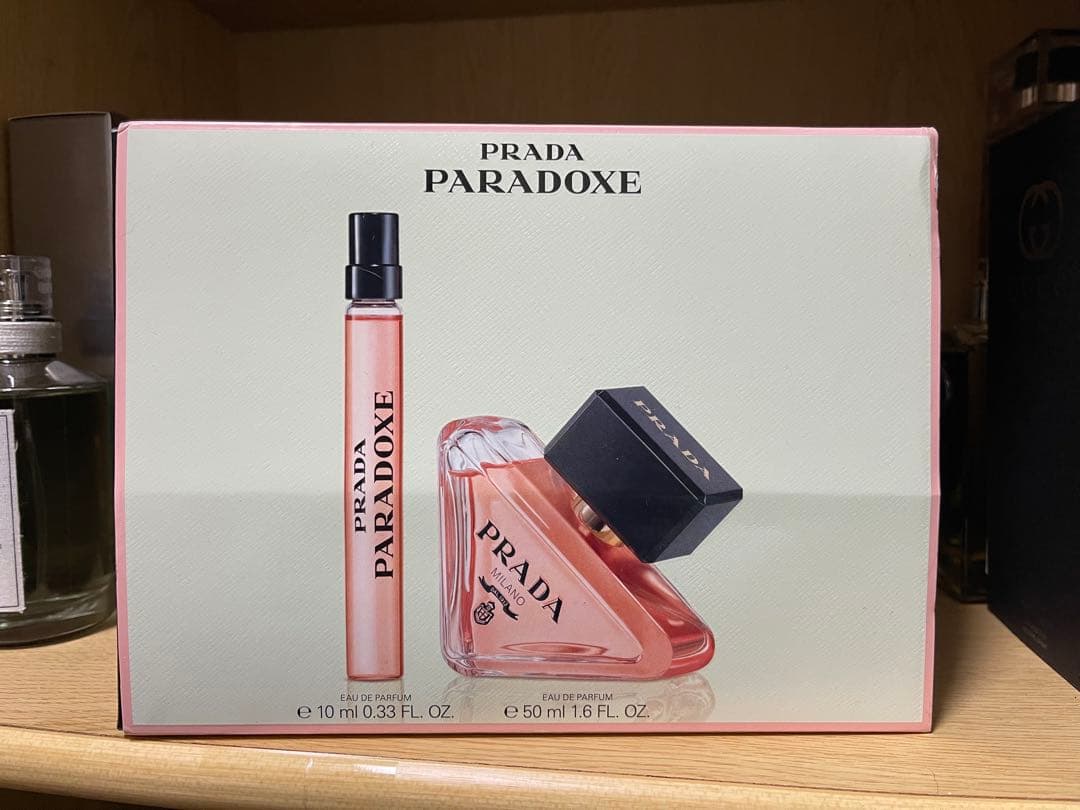 PRADA
PARADOXE
PRADA
PARADOXE
PRADA
PRADA
MILANO
EAU DE PARFUM
℮ 10 ml 0.33 FL. OZ.
EAU DE PARFUM
℮ 50 ml 1.6 FL. OZ.